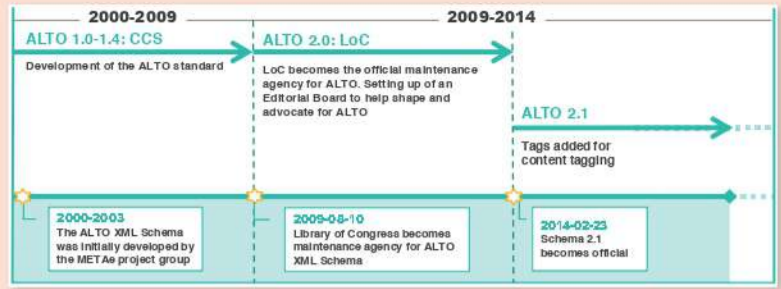 2000-2009
2009-2014
ALTO 1.0-1.4: CCS
Development of the ALTO standard
ALTO 2.0: LoC
LoC becomes the official maintenance
agency for ALTO. Setting up of an
Editorial Board to help shape and
advocate for ALTO
ALTO 2.1
Tags added for
content tagging
2000-2003
The ALTO XML Schema
was initially developed by
the METAe project group
2009-08-10
Library of Congress becomes
maintenance agency for ALTO
XML Schema
2014-02-23
Schema 2.1
becomes official